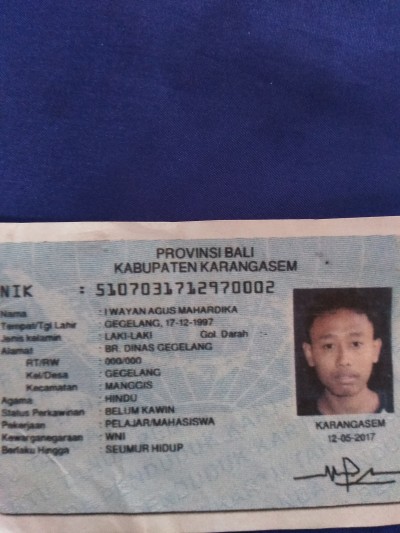 PROVINSI BALI
KABUPATEN KARANGASEM
NIK : 5107031712970002
Nama : I WAYAN AGUS MAHARDIKA
Tempat/Tgl Lahir : GEGELANG, 17-12-1997
Jenis kelamin : LAKI-LAKI Gol. Darah :-
Alamat : BR. DINAS GEGELANG
RT/RW : 000/000
Kel/Desa : GEGELANG
Kecamatan : MANGGIS
Agama : HINDU
Status Perkawinan : BELUM KAWIN
Pekerjaan : PELAJAR/MAHASISWA
Kewarganegaraan : WNI
Berlaku Hingga : SEUMUR HIDUP
KARANGASEM
12-05-2017